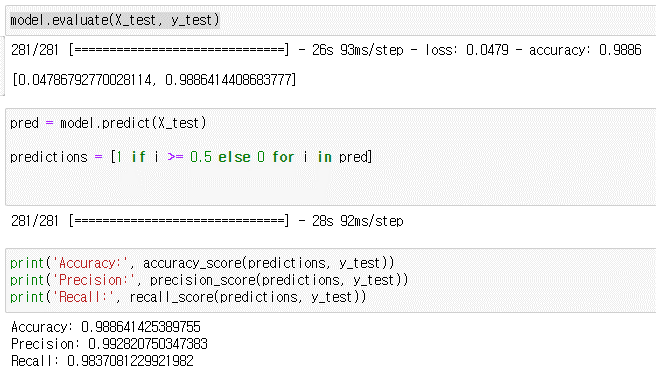 model.evaluate(X_test, y_test)
281/281 [==============================] - 26s 93ms/step - loss: 0.0479 - accuracy: 0.9886
[0.04786792770028114, 0.9886414408683777]
pred = model.predict(X_test)
predictions = [1 if i >= 0.5 else 0 for i in pred]
281/281 [==============================] - 28s 92ms/step
print('Accuracy:', accuracy_score(predictions, y_test))
print('Precision:', precision_score(predictions, y_test))
print('Recall:', recall_score(predictions, y_test))
Accuracy: 0.988641425389755
Precision: 0.992820750347383
Recall: 0.9837081229921982